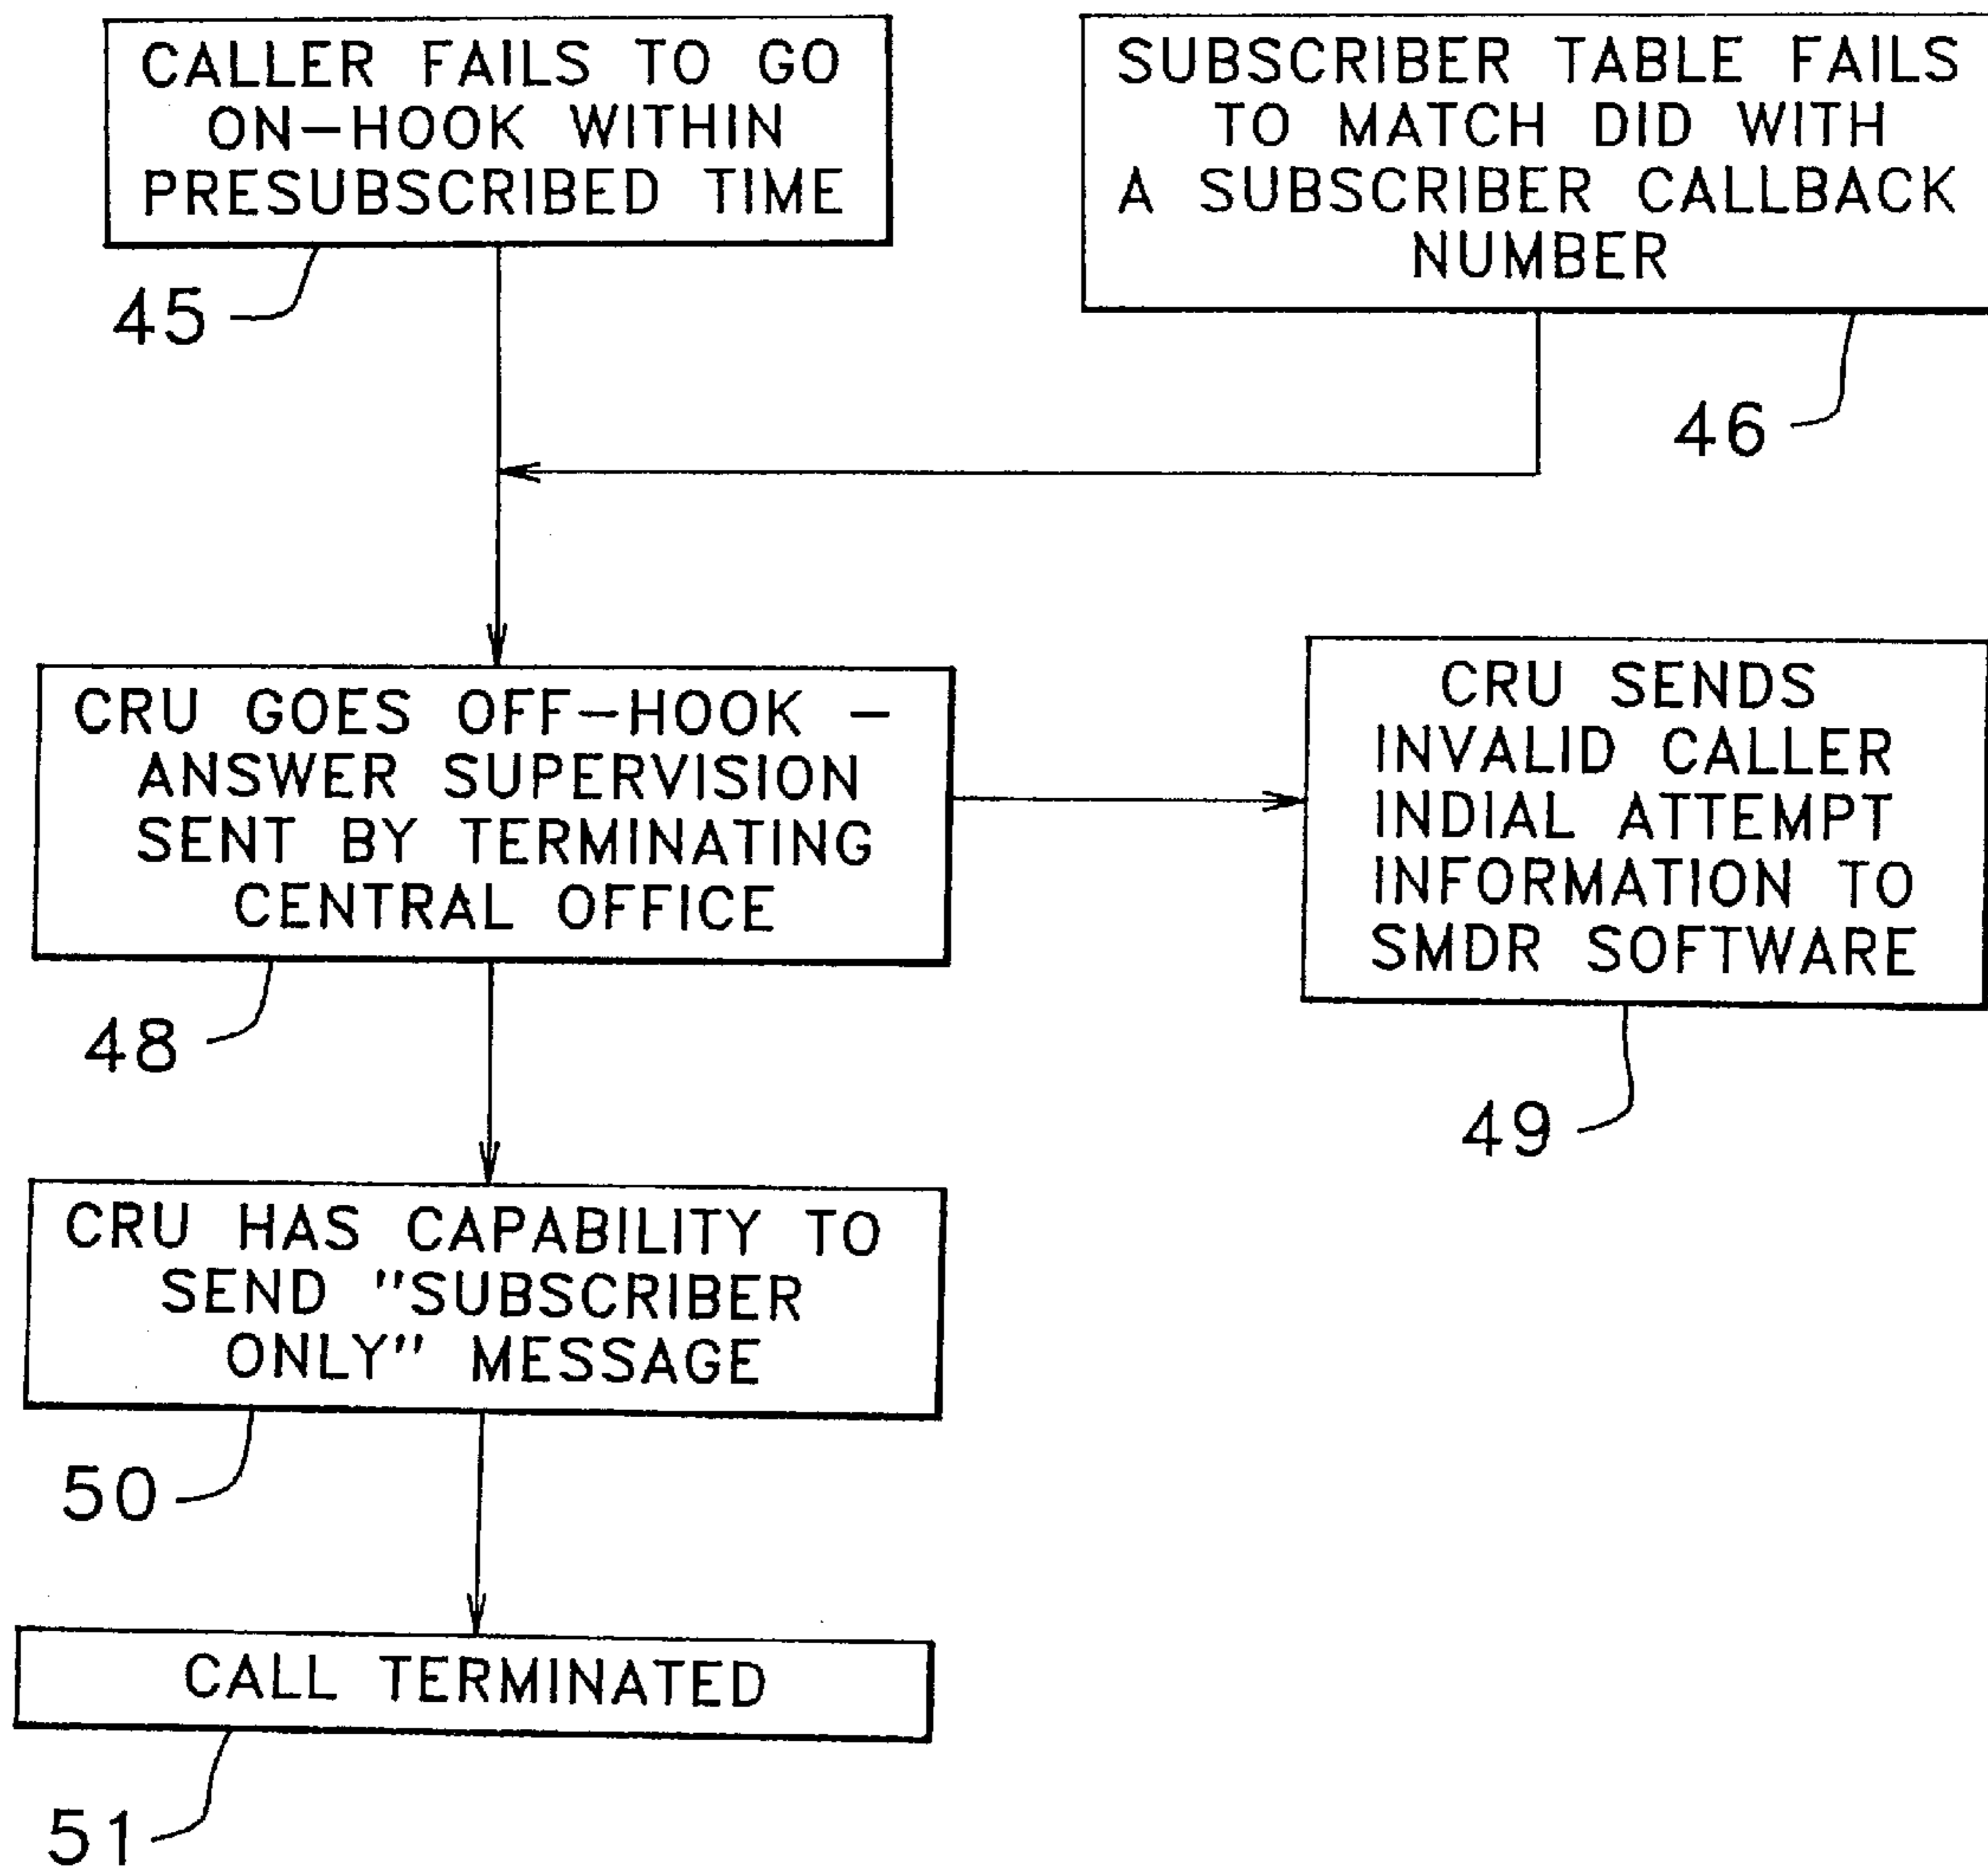 CALLER FAILS TO GO
ON-HOOK WITHIN
PRESUBSCRIBED TIME
45
SUBSCRIBER TABLE FAILS
TO MATCH DID WITH
A SUBSCRIBER CALLBACK
NUMBER
46
CRU GOES OFF-HOOK -
ANSWER SUPERVISION
SENT BY TERMINATING
CENTRAL OFFICE
48
CRU SENDS
INVALID CALLER
INDIAL ATTEMPT
INFORMATION TO
SMDR SOFTWARE
49
CRU HAS CAPABILITY TO
SEND "SUBSCRIBER
ONLY" MESSAGE
50
CALL TERMINATED
51